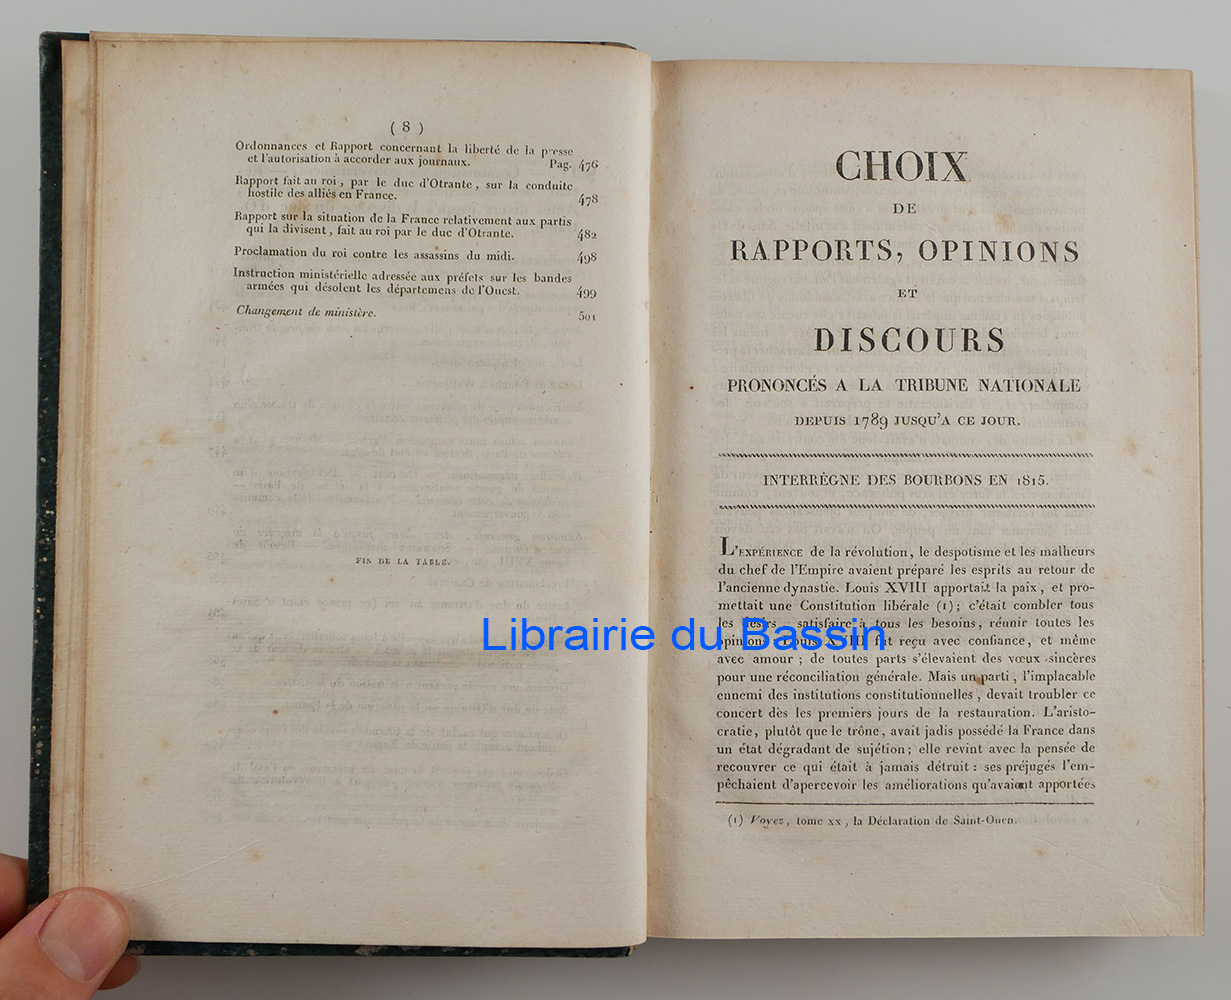 ( 8 )
Ordonnances et Rapport concernant la liberté de la presse
et l'autorisation à accorder aux journaux. Pag. 476
Rapport fait au roi, par le duc d'Otrante, sur la conduite
hostile des alliés en France. 478
Rapport sur la situation de la France relativement aux partis
qui la divisent, fait au roi par le duc d'Otrante. 482
Proclamation du roi contre les assassins du midi. 498
Instruction ministérielle adressée aux préfets sur les bandes
armées qui désolent les départemens de l'Ouest. 499
Changement de ministère. 501
FIN DE LA TABLE.
CHOIX
DE
RAPPORTS, OPINIONS
ET
DISCOURS
PRONONCÉS A LA TRIBUNE NATIONALE
DEPUIS 1789 JUSQU'A CE JOUR.
INTERRÈGNE DES BOURBONS EN 1815.
L'EXPÉRIENCE de la révolution, le despotisme et les malheurs
du chef de l'Empire avaient préparé les esprits au retour de
l'ancienne dynastie. Louis XVIII apportait la paix, et pro-
mettait une Constitution libérale (1); c'était combler tous
les désirs, satisfaire à tous les besoins, réunir toutes les
opinions. Louis XVIII fut reçu avec confiance, et même
avec amour; de toutes parts s'élevaient des vœux sincères
pour une réconciliation générale. Mais un parti, l'implacable
ennemi des institutions constitutionnelles, devait troubler ce
concert dès les premiers jours de la restauration. L'aristo-
cratie, plutôt que le trône, avait jadis possédé la France dans
un état dégradant de sujétion; elle revint avec la pensée de
recouvrer ce qui était à jamais détruit : ses préjugés l'em-
pêchaient d'apercevoir les améliorations qu'avaient apportées
(1) Voyez, tome XX, la Déclaration de Saint-Ouen.
Librairie du Bassin